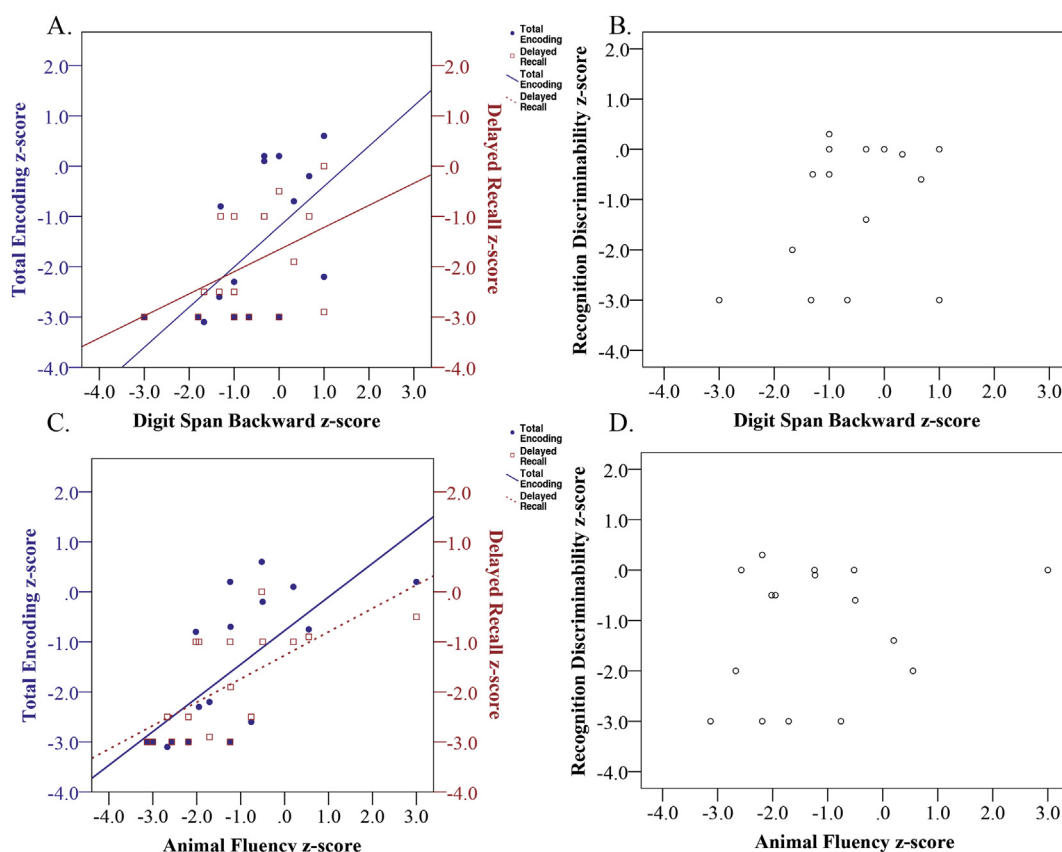 A.
Total
Encoding
Delayed
Recall
Total
Encoding
Delayed
Recall
Total Encoding z-score
2.0
1.0
.0
-1.0
-2.0
-3.0
-4.0
2.0
1.0
.0
-1.0
-2.0
-3.0
-4.0
Delayed Recall z-score
-4.0 -3.0 -2.0 -1.0 .0 1.0 2.0 3.0
Digit Span Backward z-score
B.
Recognition Discriminability z-score
2.0
1.0
.0
-1.0
-2.0
-3.0
-4.0
-4.0 -3.0 -2.0 -1.0 .0 1.0 2.0 3.0
Digit Span Backward z-score
C.
Total
Encoding
Delayed
Recall
Total
Encoding
Delayed
Recall
Total Encoding z-score
2.0
1.0
.0
-1.0
-2.0
-3.0
-4.0
2.0
1.0
.0
-1.0
-2.0
-3.0
-4.0
Delayed Recall z-score
-4.0 -3.0 -2.0 -1.0 .0 1.0 2.0 3.0
Animal Fluency z-score
D.
Recognition Discriminability z-score
2.0
1.0
.0
-1.0
-2.0
-3.0
-4.0
-4.0 -3.0 -2.0 -1.0 .0 1.0 2.0 3.0
Animal Fluency z-score